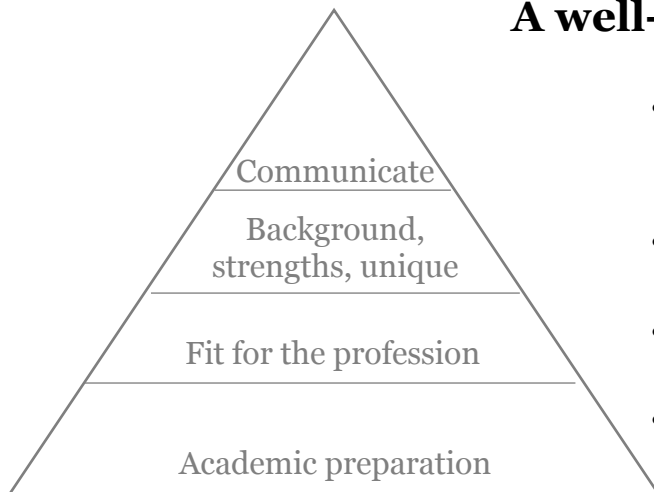 A well-
Communicate
Background,
strengths, unique
Fit for the profession
Academic preparation